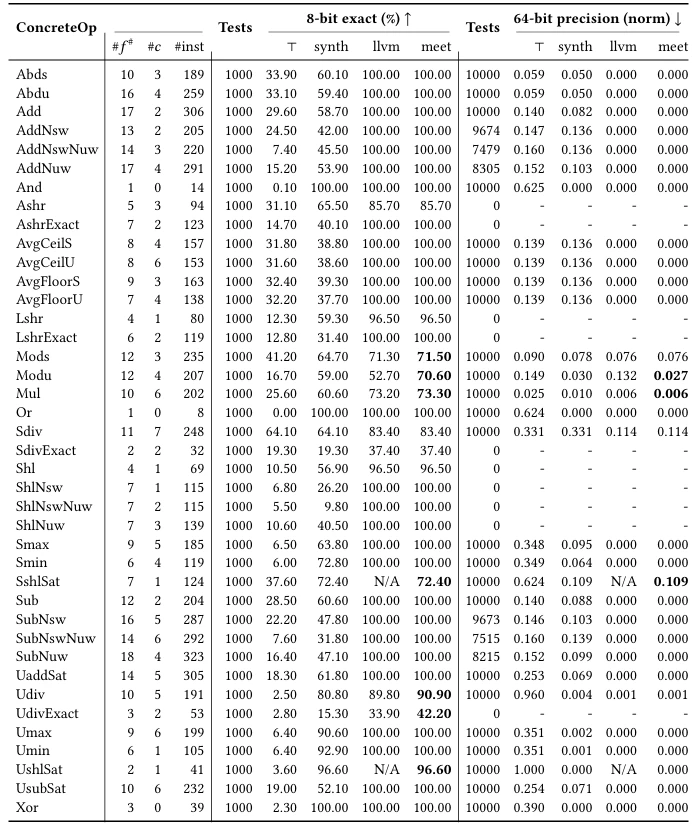 ConcreteOp Tests 8-bit exact (%) ↑ Tests 64-bit precision (norm) ↓
#f# #c #inst ⊤ synth llvm meet ⊤ synth llvm meet
Abds 10 3 189 1000 33.90 60.10 100.00 100.00 10000 0.059 0.050 0.000 0.000
Abdu 16 4 259 1000 33.10 59.40 100.00 100.00 10000 0.059 0.050 0.000 0.000
Add 17 2 306 1000 29.60 58.70 100.00 100.00 10000 0.140 0.082 0.000 0.000
AddNsw 13 2 205 1000 24.50 42.00 100.00 100.00 9674 0.147 0.136 0.000 0.000
AddNswNuw 14 3 220 1000 7.40 45.50 100.00 100.00 7479 0.160 0.136 0.000 0.000
AddNuw 17 4 291 1000 15.20 53.90 100.00 100.00 8305 0.152 0.103 0.000 0.000
And 1 0 14 1000 0.10 100.00 100.00 100.00 10000 0.625 0.000 0.000 0.000
Ashr 5 3 94 1000 31.10 65.50 85.70 85.70 0 - - - -
AshrExact 7 2 123 1000 14.70 40.10 100.00 100.00 0 - - - -
AvgCeilS 8 4 157 1000 31.80 38.80 100.00 100.00 10000 0.139 0.136 0.000 0.000
AvgCeilU 8 6 153 1000 31.60 38.60 100.00 100.00 10000 0.139 0.136 0.000 0.000
AvgFloorS 9 3 163 1000 32.40 39.30 100.00 100.00 10000 0.139 0.136 0.000 0.000
AvgFloorU 7 4 138 1000 32.20 37.70 100.00 100.00 10000 0.139 0.136 0.000 0.000
Lshr 4 1 80 1000 12.30 59.30 96.50 96.50 0 - - - -
LshrExact 6 2 119 1000 12.80 31.40 100.00 100.00 0 - - - -
Mods 12 3 235 1000 41.20 64.70 71.30 71.50 10000 0.090 0.078 0.076 0.076
Modu 12 4 207 1000 16.70 59.00 52.70 70.60 10000 0.149 0.030 0.132 0.027
Mul 10 6 202 1000 25.60 60.60 73.20 73.30 10000 0.025 0.010 0.006 0.006
Or 1 0 8 1000 0.00 100.00 100.00 100.00 10000 0.624 0.000 0.000 0.000
Sdiv 11 7 248 1000 64.10 64.10 83.40 83.40 10000 0.331 0.331 0.114 0.114
SdivExact 2 2 32 1000 19.30 19.30 37.40 37.40 0 - - - -
Shl 4 1 69 1000 10.50 56.90 96.50 96.50 0 - - - -
ShlNsw 7 1 115 1000 6.80 26.20 100.00 100.00 0 - - - -
ShlNswNuw 7 2 115 1000 5.50 9.80 100.00 100.00 0 - - - -
ShlNuw 7 3 139 1000 10.60 40.50 100.00 100.00 0 - - - -
Smax 9 5 185 1000 6.50 63.80 100.00 100.00 10000 0.348 0.095 0.000 0.000
Smin 6 4 119 1000 6.00 72.80 100.00 100.00 10000 0.349 0.064 0.000 0.000
SshlSat 7 1 124 1000 37.60 72.40 N/A 72.40 10000 0.624 0.109 N/A 0.109
Sub 12 2 204 1000 28.50 60.60 100.00 100.00 10000 0.140 0.088 0.000 0.000
SubNsw 16 5 287 1000 22.20 47.80 100.00 100.00 9673 0.146 0.103 0.000 0.000
SubNswNuw 14 6 292 1000 7.60 31.80 100.00 100.00 7515 0.160 0.139 0.000 0.000
SubNuw 18 4 323 1000 16.40 47.10 100.00 100.00 8215 0.152 0.099 0.000 0.000
UaddSat 14 5 305 1000 18.30 61.80 100.00 100.00 10000 0.253 0.069 0.000 0.000
Udiv 10 5 191 1000 2.50 80.80 89.80 90.90 10000 0.960 0.004 0.001 0.001
UdivExact 3 2 53 1000 2.80 15.30 33.90 42.20 0 - - - -
Umax 9 6 199 1000 6.40 90.60 100.00 100.00 10000 0.351 0.002 0.000 0.000
Umin 6 1 105 1000 6.40 92.90 100.00 100.00 10000 0.351 0.001 0.000 0.000
UshlSat 2 1 41 1000 3.60 96.60 N/A 96.60 10000 1.000 0.000 N/A 0.000
UsubSat 10 6 232 1000 19.00 52.10 100.00 100.00 10000 0.254 0.071 0.000 0.000
Xor 3 0 39 1000 2.30 100.00 100.00 100.00 10000 0.390 0.000 0.000 0.000